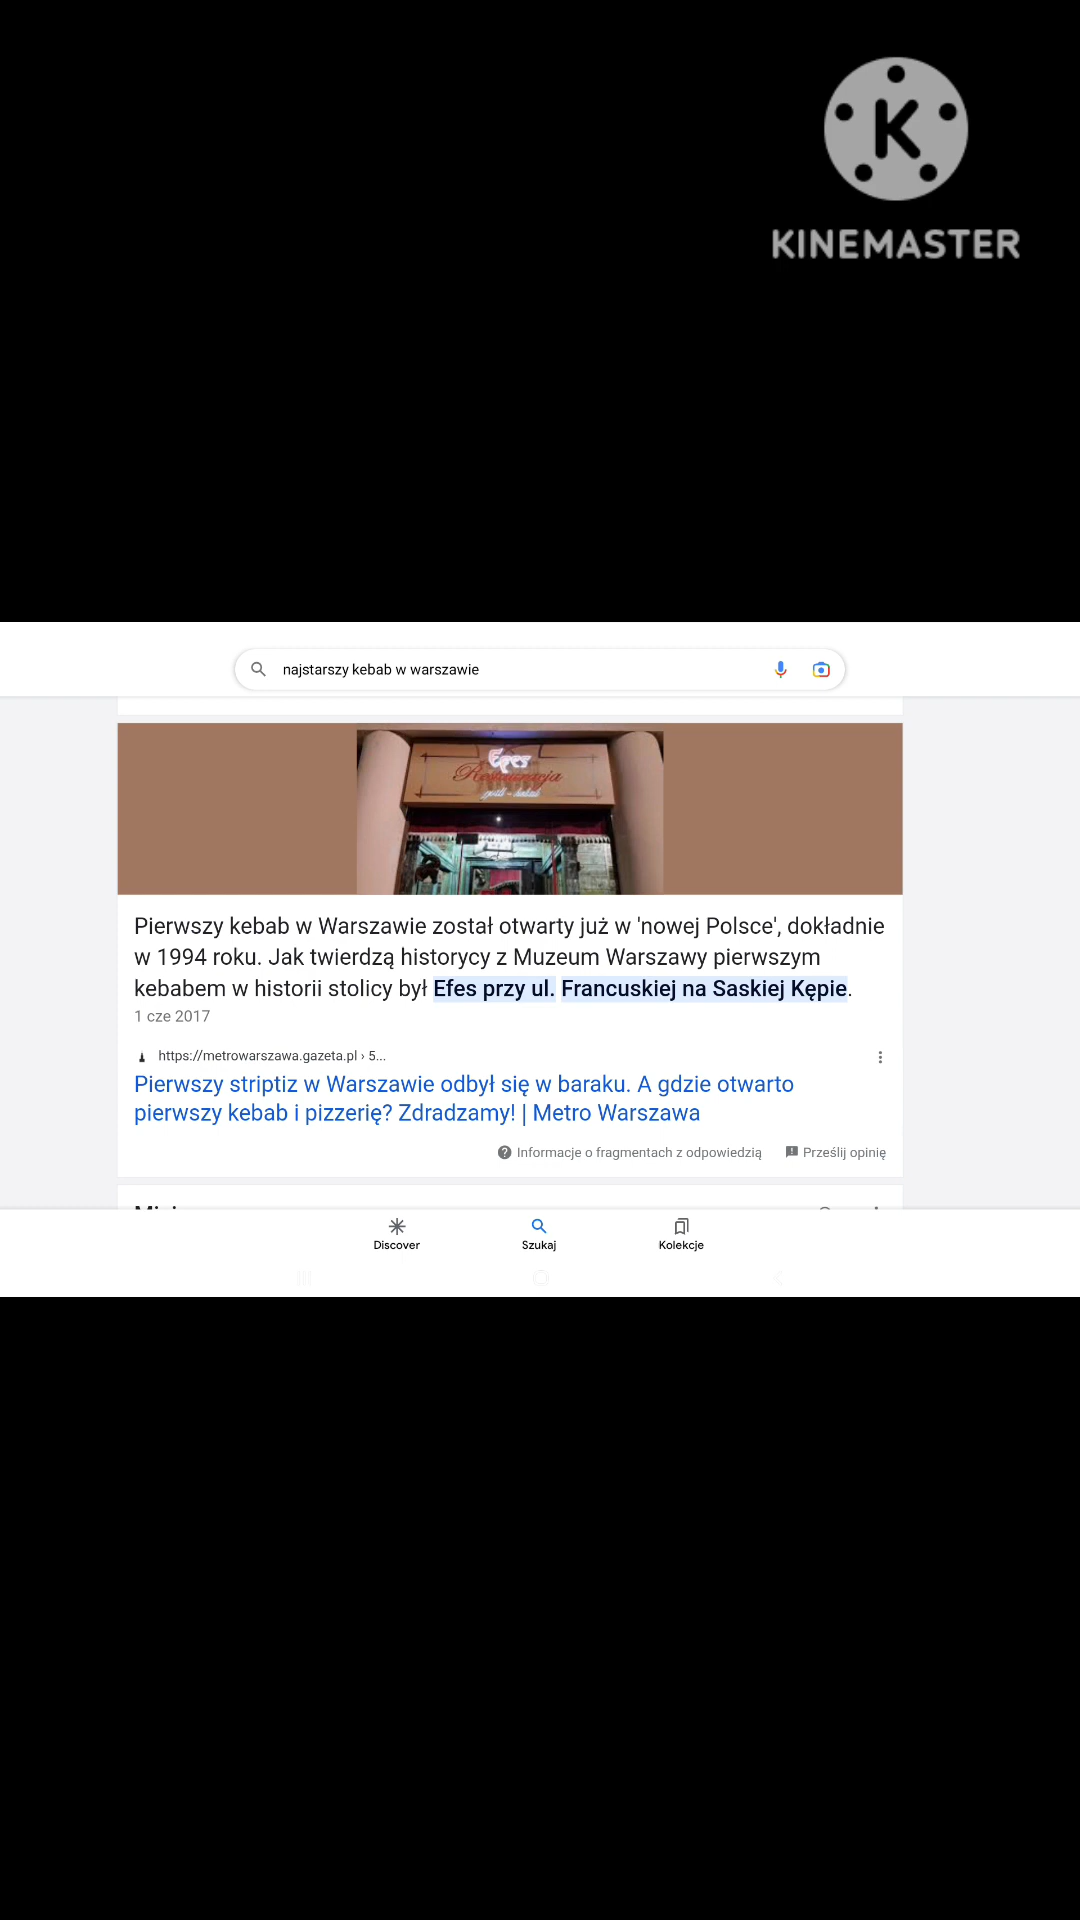 KINEMASTER
najstarszy kebab w warszawie
Efes
Restauracja
Pierwszy kebab w Warszawie został otwarty już w 'nowej Polsce', dokładnie
w 1994 roku. Jak twierdzą historycy z Muzeum Warszawy pierwszym
kebabem w historii stolicy był Efes przy ul. Francuskiej na Saskiej Kępie.
1 cze 2017
https://metrowarszawa.gazeta.pl › 5...
Pierwszy striptiz w Warszawie odbył się w baraku. A gdzie otwarto
pierwszy kebab i pizzerię? Zdradzamy! | Metro Warszawa
Informacje o fragmentach z odpowiedzią Prześlij opinię
Discover Szukaj Kolekcje